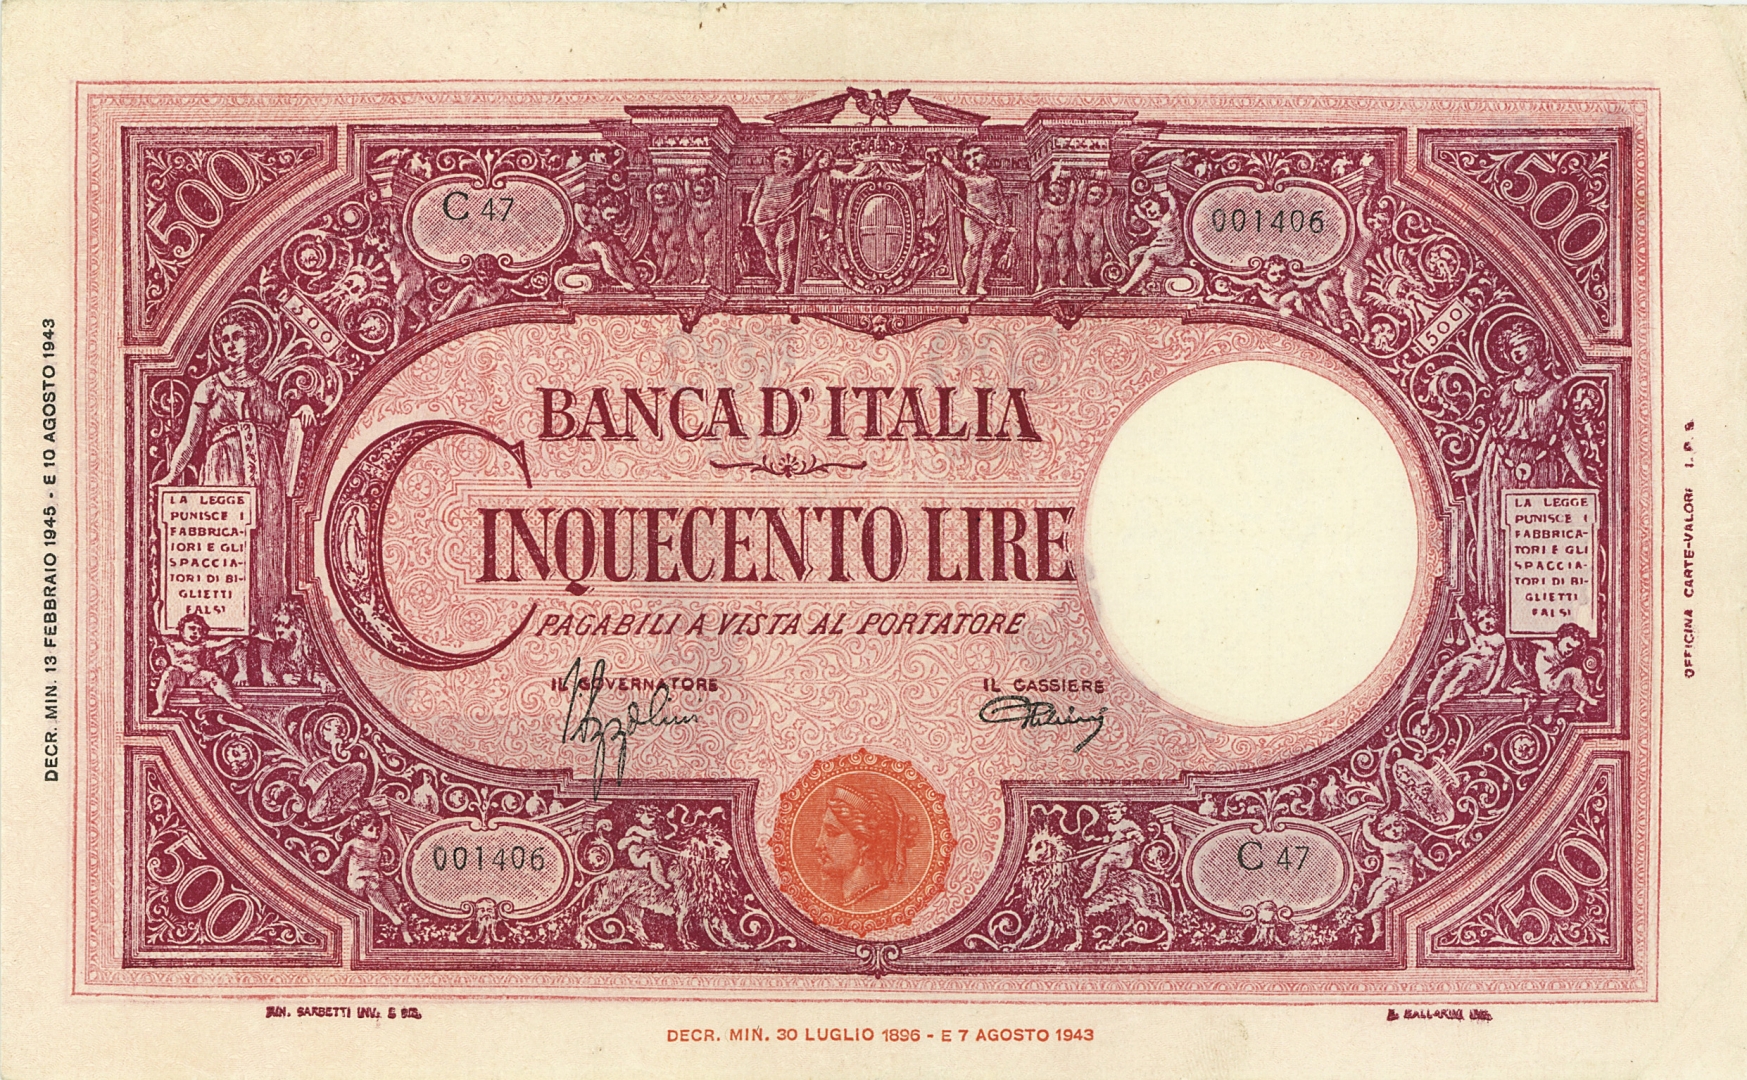 500
500
C 47
001406
500
500
BANCA D'ITALIA
CINQUECENTO LIRE
PAGABILI A VISTA AL PORTATORE
IL GOVERNATORE
IL CASSIERE
LA LEGGE
PUNISCE I
FABBRICA-
TORI E GLI
SPACCIA-
TORI DI BI-
GLIETTI
FALSI
LA LEGGE
PUNISCE I
FABBRICA-
TORI E GLI
SPACCIA-
TORI DI BI-
GLIETTI
FALSI
001406
C 47
500
500
DECR. MIN. 13 FEBBRAIO 1945 - E 10 AGOSTO 1943
OFFICINA CARTE-VALORI
BARBETTI INV.
DECR. MIN. 30 LUGLIO 1896 - E 7 AGOSTO 1943